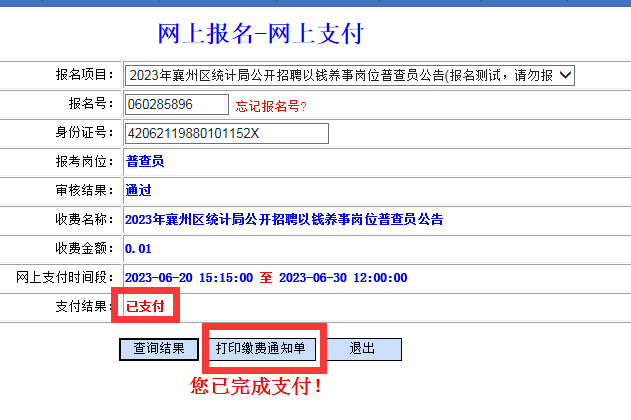 网上报名-网上支付
报名项目： 2023年襄州区统计局公开招聘以钱养事岗位普查员公告(报名测试，请勿报
报名号： 060285896 忘记报名号?
身份证号： 42062119880101152X
报考岗位： 普查员
审核结果： 通过
收费名称： 2023年襄州区统计局公开招聘以钱养事岗位普查员公告
收费金额： 0.01
网上支付时间段： 2023-06-20 15:15:00 至 2023-06-30 12:00:00
支付结果： 已支付
查询结果 打印缴费通知单 退出
您已完成支付！